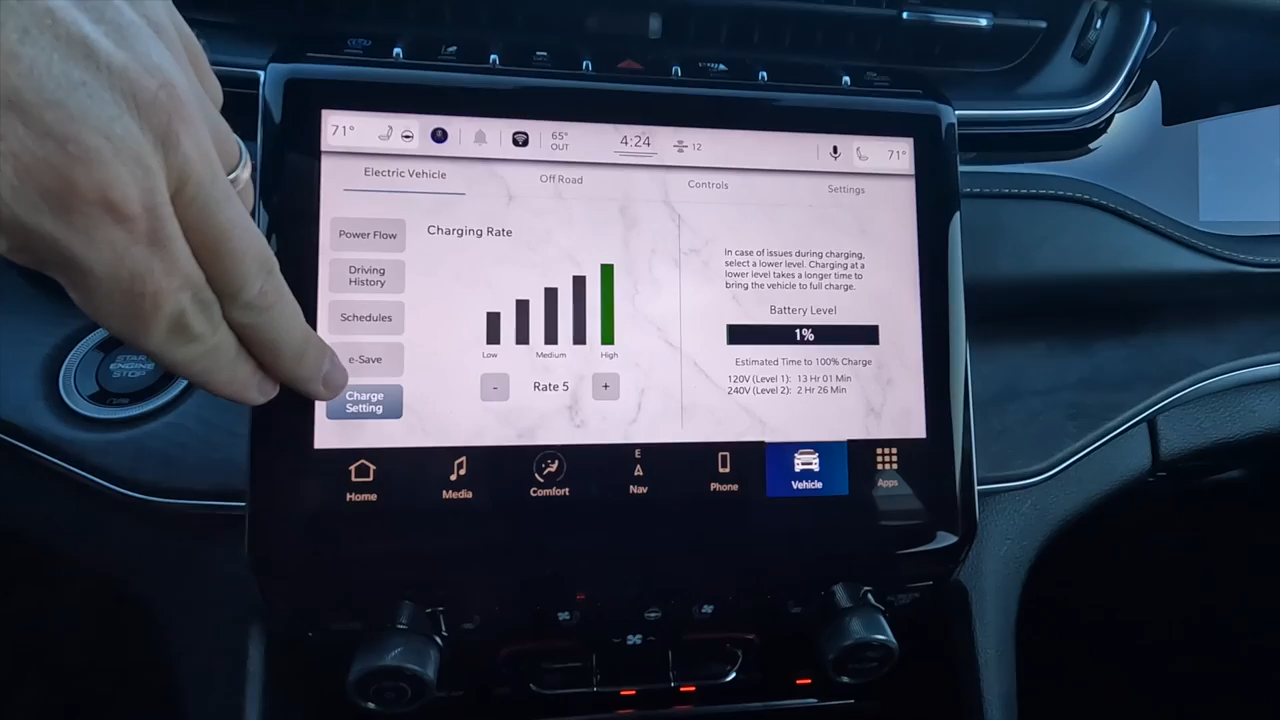 71°
65°
OUT
4:24
12
71°
Electric Vehicle
Off Road
Controls
Settings
Power Flow
Driving
History
Schedules
e-Save
Charge
Setting
Charging Rate
Low
Medium
High
-
Rate 5
+
In case of issues during charging,
select a lower level. Charging at a
lower level takes a longer time to
bring the vehicle to full charge.
Battery Level
1%
Estimated Time to 100% Charge
120V (Level 1): 13 Hr 01 Min
240V (Level 2): 2 Hr 26 Min
START
ENGINE
STOP
Home
Media
Comfort
E
Nav
Phone
Vehicle
Apps